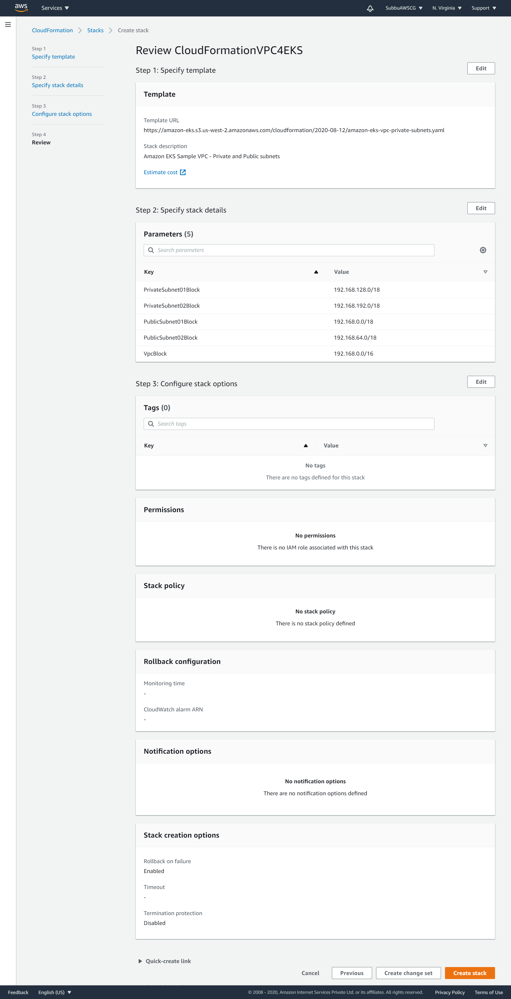 aws
Services
SubbuAWSCG
N. Virginia
Support
CloudFormation
Stacks
Create stack
Step 1
Specify template
Step 2
Specify stack details
Step 3
Configure stack options
Step 4
Review
Review CloudFormationVPC4EKS
Step 1: Specify template
Edit
Template
Template URL
https://amazon-eks.s3.us-west-2.amazonaws.com/cloudformation/2020-08-12/amazon-eks-vpc-private-subnets.yaml
Stack description
Amazon EKS Sample VPC - Private and Public subnets
Estimate cost
Step 2: Specify stack details
Edit
Parameters (5)
Search parameters
Key Value
PrivateSubnet01Block 192.168.128.0/18
PrivateSubnet02Block 192.168.192.0/18
PublicSubnet01Block 192.168.0.0/18
PublicSubnet02Block 192.168.64.0/18
VpcBlock 192.168.0.0/16
Step 3: Configure stack options
Edit
Tags (0)
Search tags
Key Value
No tags
There are no tags defined for this stack
Permissions
No permissions
There is no IAM role associated with this stack
Stack policy
No stack policy
There is no stack policy defined
Rollback configuration
Monitoring time
-
CloudWatch alarm ARN
-
Notification options
No notification options
There are no notification options defined
Stack creation options
Rollback on failure
Enabled
Timeout
-
Termination protection
Disabled
Quick-create link
Cancel
Previous
Create change set
Create stack
Feedback
English (US)
© 2008 - 2020, Amazon Internet Services Private Ltd. or its affiliates. All rights reserved.
Privacy Policy
Terms of Use